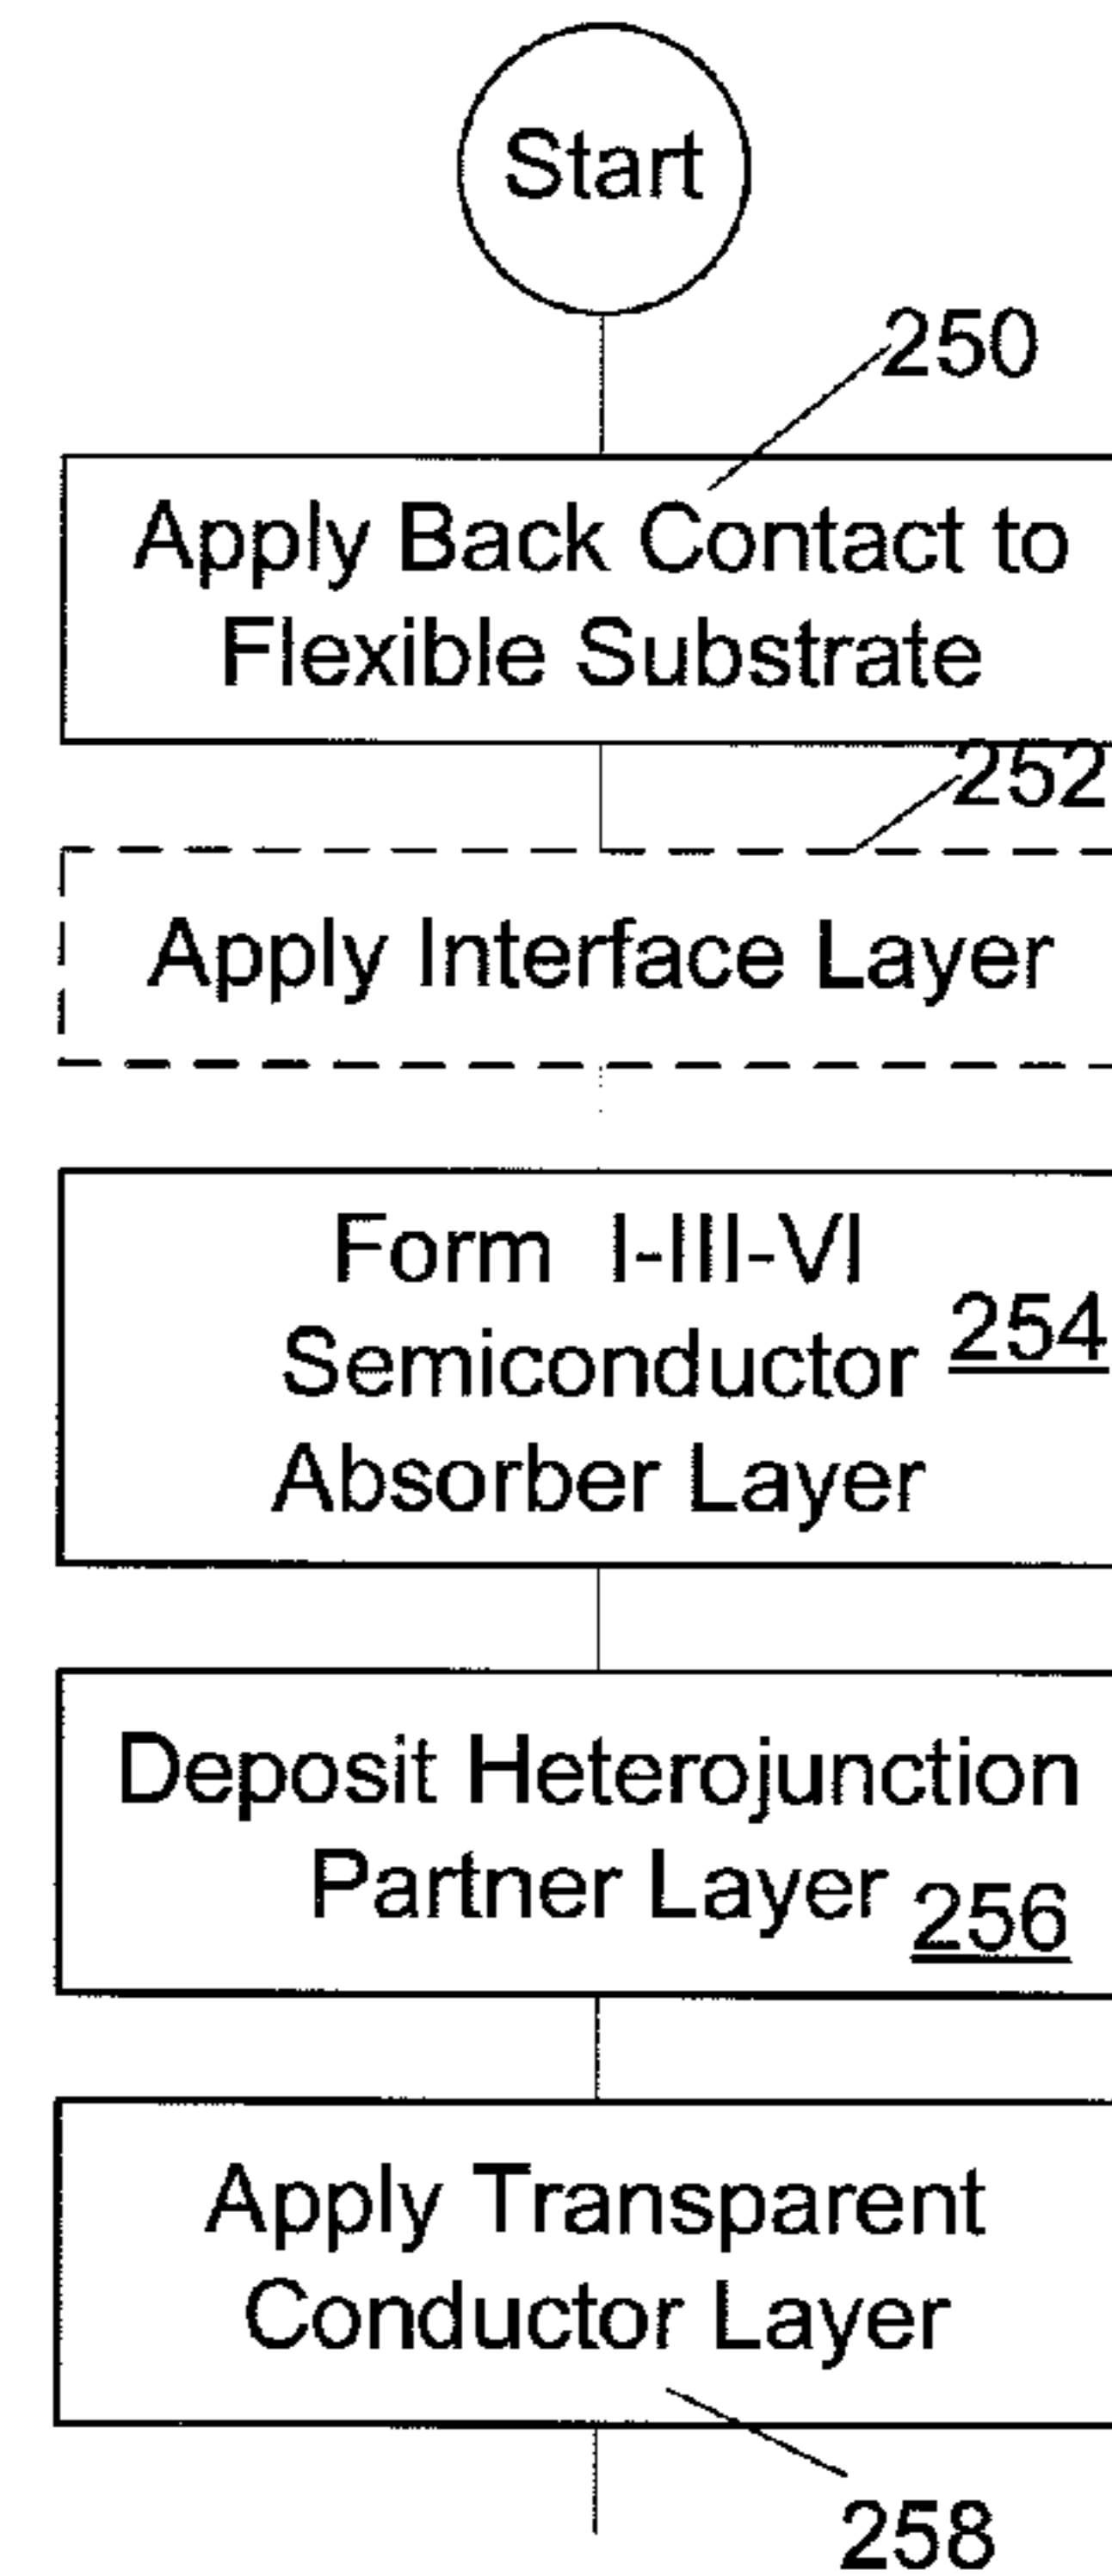 Start
250
Apply Back Contact to
Flexible Substrate
252
Apply Interface Layer
Form I-III-VI
Semiconductor
254
Absorber Layer
Deposit Heterojunction
Partner Layer
256
Apply Transparent
Conductor Layer
258